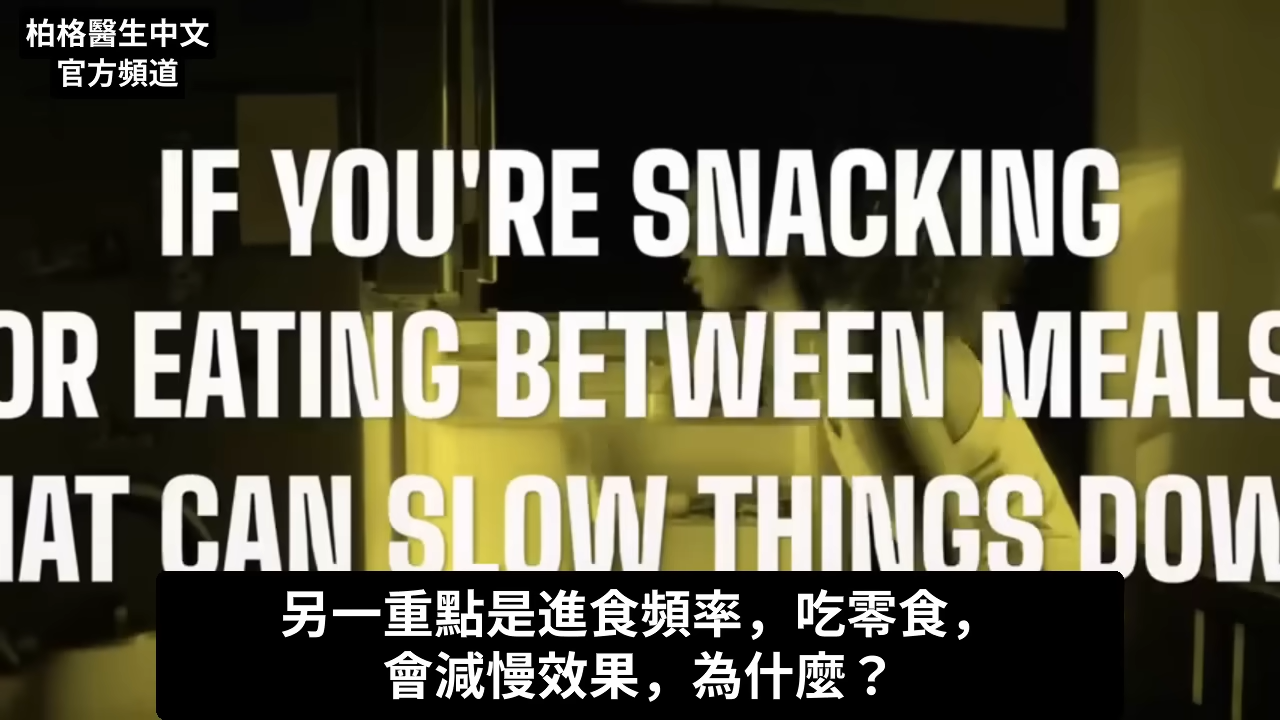 柏格醫生中文
官方頻道
IF YOU'RE SNACKING
OR EATING BETWEEN MEALS
HAT CAN SLOW THINGS DOW
另一重點是進食頻率，吃零食，
會減慢效果，為什麼？